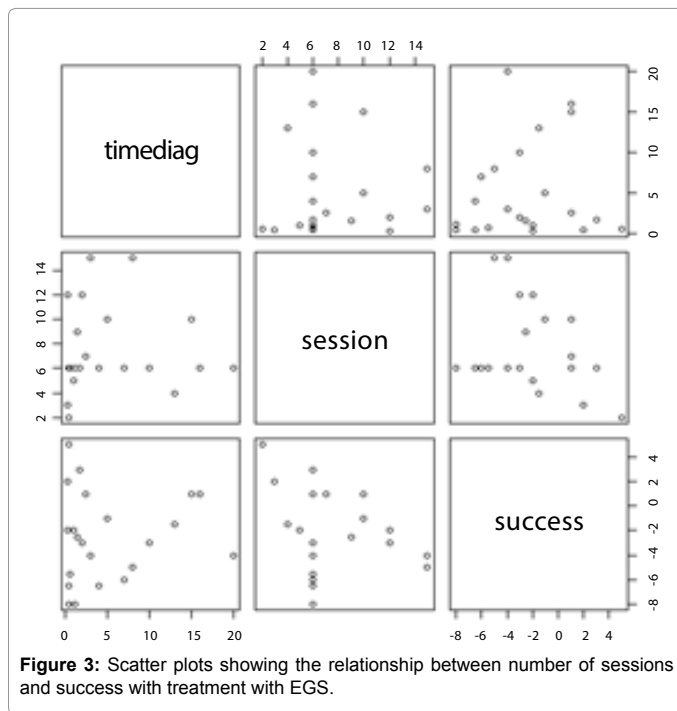 2 4 6 8 10 12 14
timediag
0 5 10 15 20
2 4 6 8 10 12 14
session
success
-8 -6 -4 -2 0 2 4
0 5 10 15 20
-8 -6 -4 -2 0 2 4
Figure 3: Scatter plots showing the relationship between number of sessions
and success with treatment with EGS.